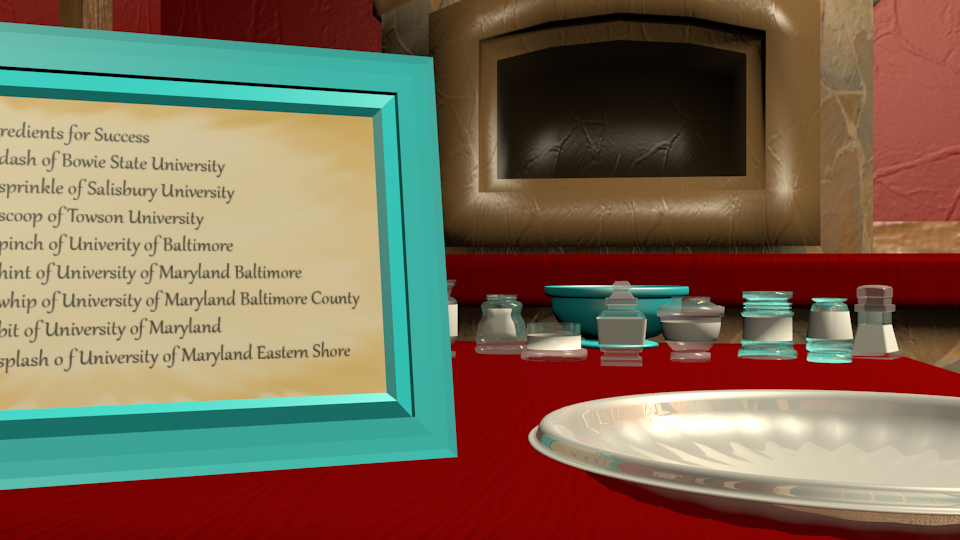 redients for Success
dash of Bowie State University
sprinkle of Salisbury University
scoop of Towson University
pinch of Univerity of Baltimore
hint of University of Maryland Baltimore
whip of University of Maryland Baltimore County
bit of University of Maryland
splash o f University of Maryland Eastern Shore